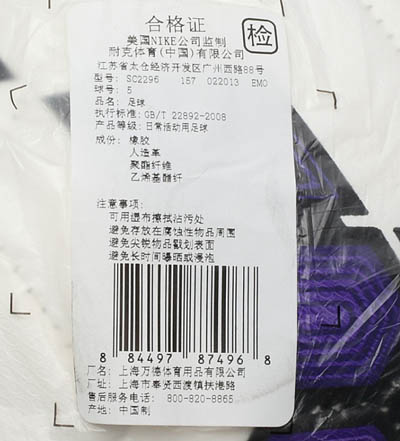 合格证
检
美国NIKE公司监制
耐克体育(中国)有限公司
江苏省太仓经济开发区广州西路88号
型号: SC2296 157 022013 EMO
球号: 5
品名: 足球
执行标准: GB/T 22892-2008
产品等级: 日常活动用足球
成份: 橡胶
人造革
聚酯纤维
乙烯基酯纤
注意事项:
可用湿布擦拭沾污处
避免存放在腐蚀性物品周围
避免尖锐物品戳划表面
避免长时间曝晒或浸泡
8 84497 87496 8
厂名: 上海万德体育用品有限公司
厂址: 上海市奉贤西渡镇扶港路
售后服务电话: 800-820-8865
产地: 中国制